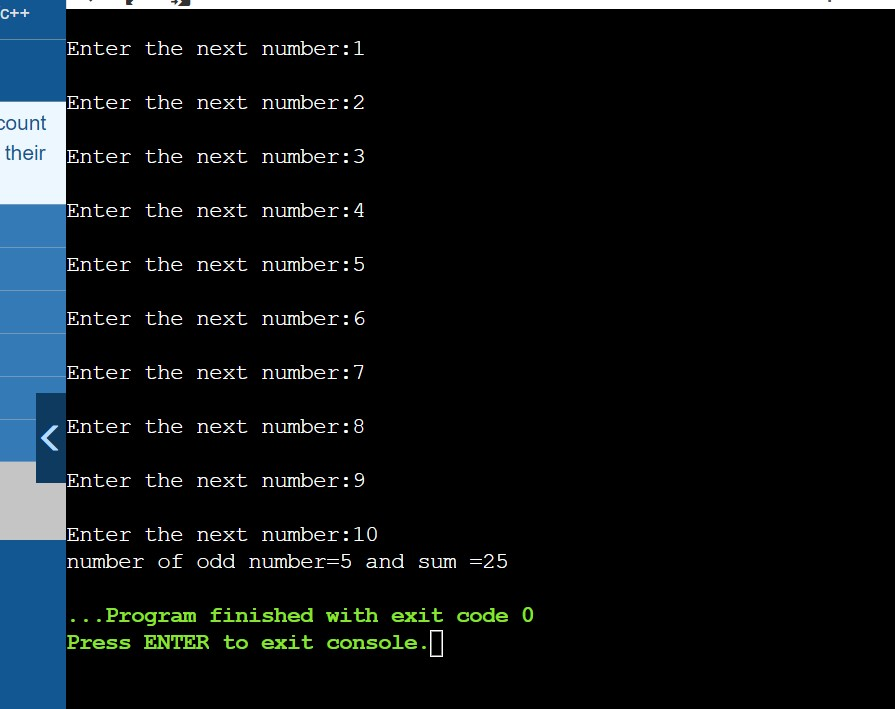 c++
count
their
Enter the next number:1
Enter the next number:2
Enter the next number:3
Enter the next number:4
Enter the next number:5
Enter the next number:6
Enter the next number:7
Enter the next number:8
Enter the next number:9
Enter the next number:10
number of odd number=5 and sum =25
...Program finished with exit code 0
Press ENTER to exit console.